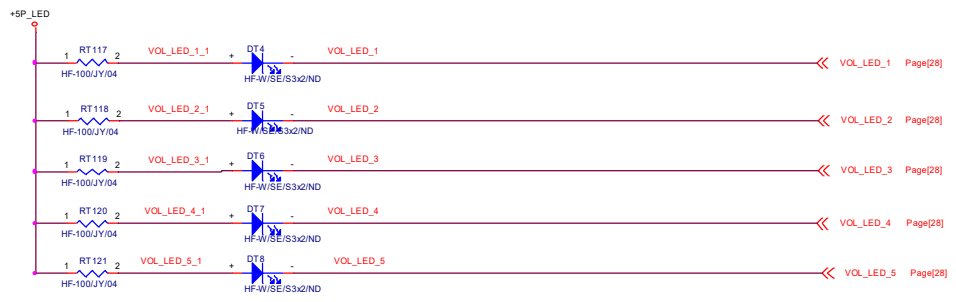 +5P_LED
RT117 VOL_LED_1_1 DT4 VOL_LED_1
1 2 + - VOL_LED_1 Page[28]
HF-100/JY/04 HF-W/SE/S3x2/ND
RT118 VOL_LED_2_1 DT5 VOL_LED_2
1 2 + - VOL_LED_2 Page[28]
HF-100/JY/04 HF-W/SE/S3x2/ND
RT119 VOL_LED_3_1 DT6 VOL_LED_3
1 2 + - VOL_LED_3 Page[28]
HF-100/JY/04 HF-W/SE/S3x2/ND
RT120 VOL_LED_4_1 DT7 VOL_LED_4
1 2 + - VOL_LED_4 Page[28]
HF-100/JY/04 HF-W/SE/S3x2/ND
RT121 VOL_LED_5_1 DT8 VOL_LED_5
1 2 + - VOL_LED_5 Page[28]
HF-100/JY/04 HF-W/SE/S3x2/ND